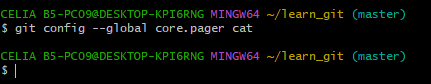 CELIA B5-PC09@DESKTOP-KPI6RNG MINGW64 ~/learn_git (master)
$ git config --global core.pager cat
CELIA B5-PC09@DESKTOP-KPI6RNG MINGW64 ~/learn_git (master)
$